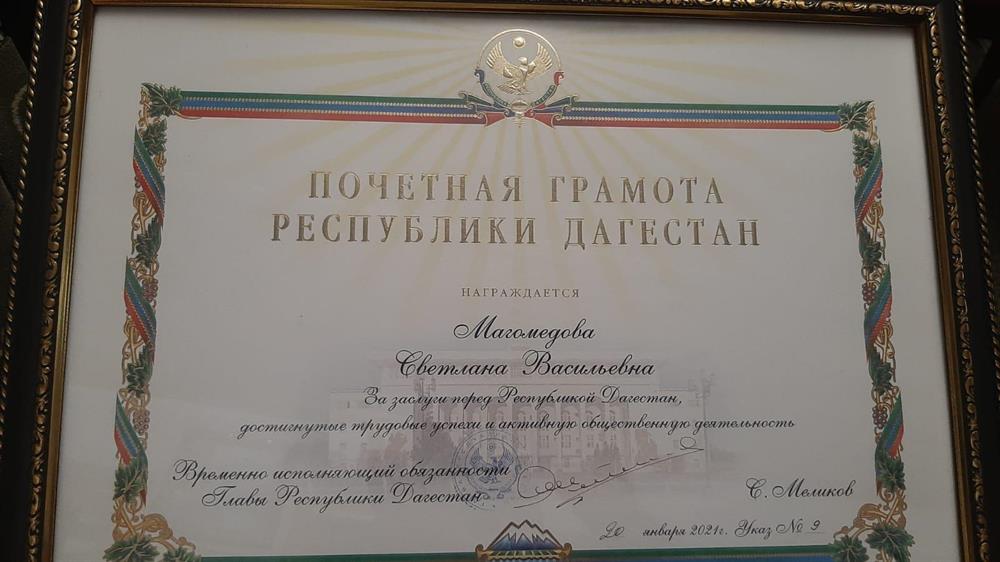 ПОЧЕТНАЯ ГРАМОТА
РЕСПУБЛИКИ ДАГЕСТАН
НАГРАЖДАЕТСЯ
Магомедова
Светлана Васильевна
За заслуги перед Республикой Дагестан,
достигнутые трудовые успехи и активную общественную деятельность
Временно исполняющий обязанности
Главы Республики Дагестан
С. Меликов
20 января 2021г. Указ № 9